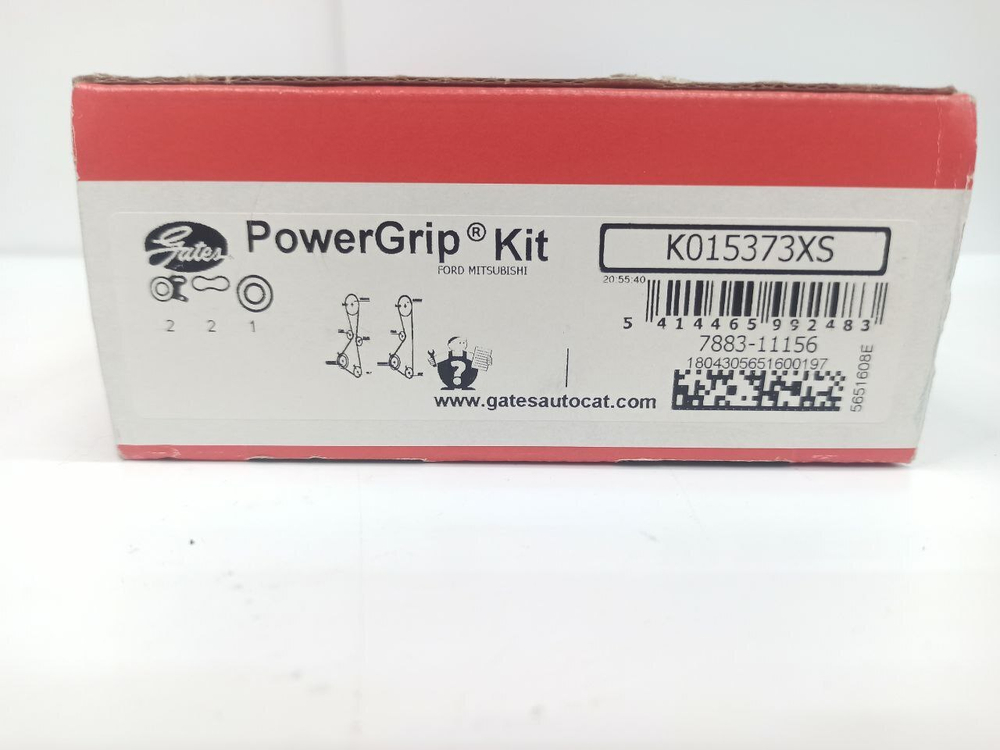 Gates
PowerGrip® Kit
FORD MITSUBISHI
2 2 1
?
www.gatesautocat.com
K015373XS
20:55:40
5 414465 992483
7883-11156
1804305651600197
5651608E